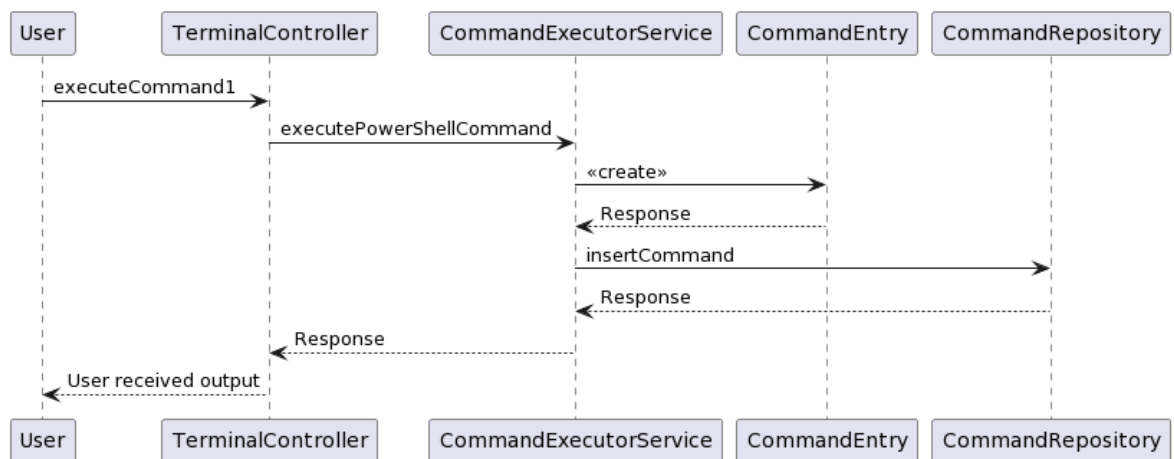 User TerminalController CommandExecutorService CommandEntry CommandRepository
executeCommand1
executePowerShellCommand
«create»
Response
insertCommand
Response
Response
User received output
User TerminalController CommandExecutorService CommandEntry CommandRepository